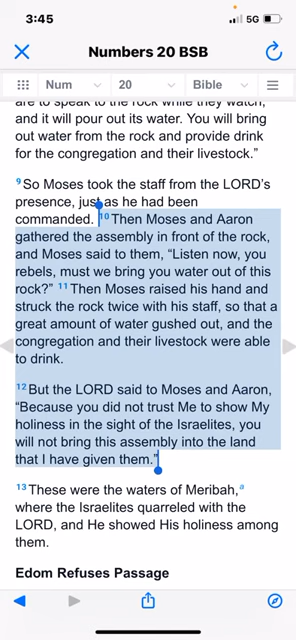 3:45
5G
Numbers 20 BSB
Num 20 Bible
are to speak to the rock while they watch,
and it will pour out its water. You will bring
out water from the rock and provide drink
for the congregation and their livestock.”
9 So Moses took the staff from the LORD’s
presence, just as he had been
commanded. 10 Then Moses and Aaron
gathered the assembly in front of the rock,
and Moses said to them, “Listen now, you
rebels, must we bring you water out of this
rock?” 11 Then Moses raised his hand and
struck the rock twice with his staff, so that a
great amount of water gushed out, and the
congregation and their livestock were able
to drink.
12 But the LORD said to Moses and Aaron,
“Because you did not trust Me to show My
holiness in the sight of the Israelites, you
will not bring this assembly into the land
that I have given them.”
13 These were the waters of Meribah,a
where the Israelites quarreled with the
LORD, and He showed His holiness among
them.
Edom Refuses Passage